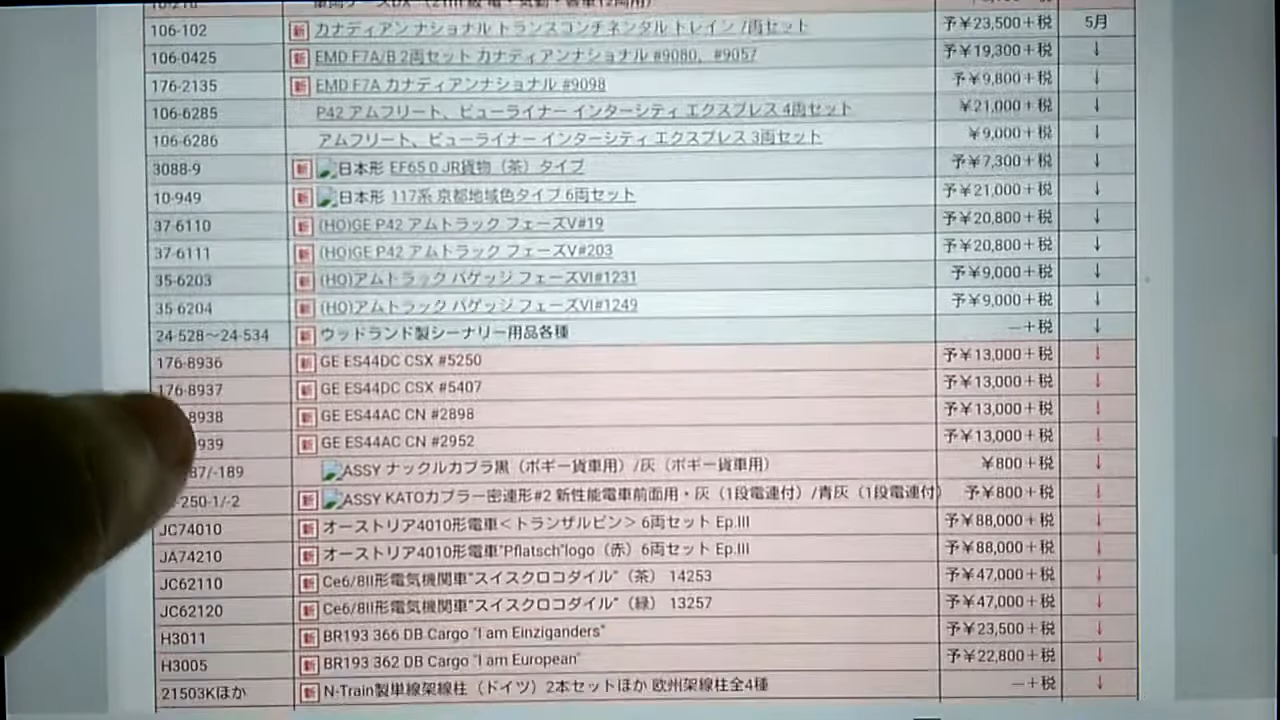 106-102 新 カナディアン ナショナル トランスコンチネンタル トレイン 7両セット 予￥23,500+税 5月
106-0425 新 EMD F7A/B 2両セット カナディアンナショナル #9080、#9057 予￥19,300+税 ↓
176-2135 新 EMD F7A カナディアンナショナル #9098 予￥9,800+税 ↓
106-6285 P42 アムフリート、ビューライナー インターシティ エクスプレス 4両セット ￥21,000+税 ↓
106-6286 アムフリート、ビューライナー インターシティ エクスプレス 3両セット ￥9,000+税 ↓
3088-9 新 日本形 EF65 0 JR貨物（茶）タイプ 予￥7,300+税 ↓
10-949 新 日本形 117系 京都地域色タイプ 6両セット 予￥21,000+税 ↓
37-6110 新 (HO)GE P42 アムトラック フェーズV#19 予￥20,800+税 ↓
37-6111 新 (HO)GE P42 アムトラック フェーズV#203 予￥20,800+税 ↓
35-6203 新 (HO)アムトラック バゲッジ フェーズVI#1231 予￥9,000+税 ↓
35-6204 新 (HO)アムトラック バゲッジ フェーズVI#1249 予￥9,000+税 ↓
24-528～24-534 新 ウッドランド製シーナリー用品各種 —+税 ↓
176-8936 新 GE ES44DC CSX #5250 予￥13,000+税 ↓
176-8937 新 GE ES44DC CSX #5407 予￥13,000+税 ↓
8938 新 GE ES44AC CN #2898 予￥13,000+税 ↓
939 新 GE ES44AC CN #2952 予￥13,000+税 ↓
87/-189 ASSY ナックルカプラ黒（ボギー貨車用）/灰（ボギー貨車用） ￥800+税 ↓
-250-1/-2 新 ASSY KATOカプラー密連形#2 新性能電車前面用・灰（1段電連付）/青灰（1段電連付） 予￥800+税 ↓
JC74010 新 オーストリア4010形電車＜トランザルピン＞ 6両セット Ep.III 予￥88,000+税 ↓
JA74210 新 オーストリア4010形電車"Pflatsch"logo（赤）6両セット Ep.III 予￥88,000+税 ↓
JC62110 新 Ce6/8II形電気機関車"スイスクロコダイル"（茶） 14253 予￥47,000+税 ↓
JC62120 新 Ce6/8II形電気機関車"スイスクロコダイル"（緑） 13257 予￥47,000+税 ↓
H3011 新 BR193 366 DB Cargo "I am Einziganders" 予￥23,500+税 ↓
H3005 新 BR193 362 DB Cargo "I am European" 予￥22,800+税 ↓
21503Kほか 新 N-Train製単線架線柱（ドイツ）2本セットほか 欧州架線柱全4種 —+税 ↓